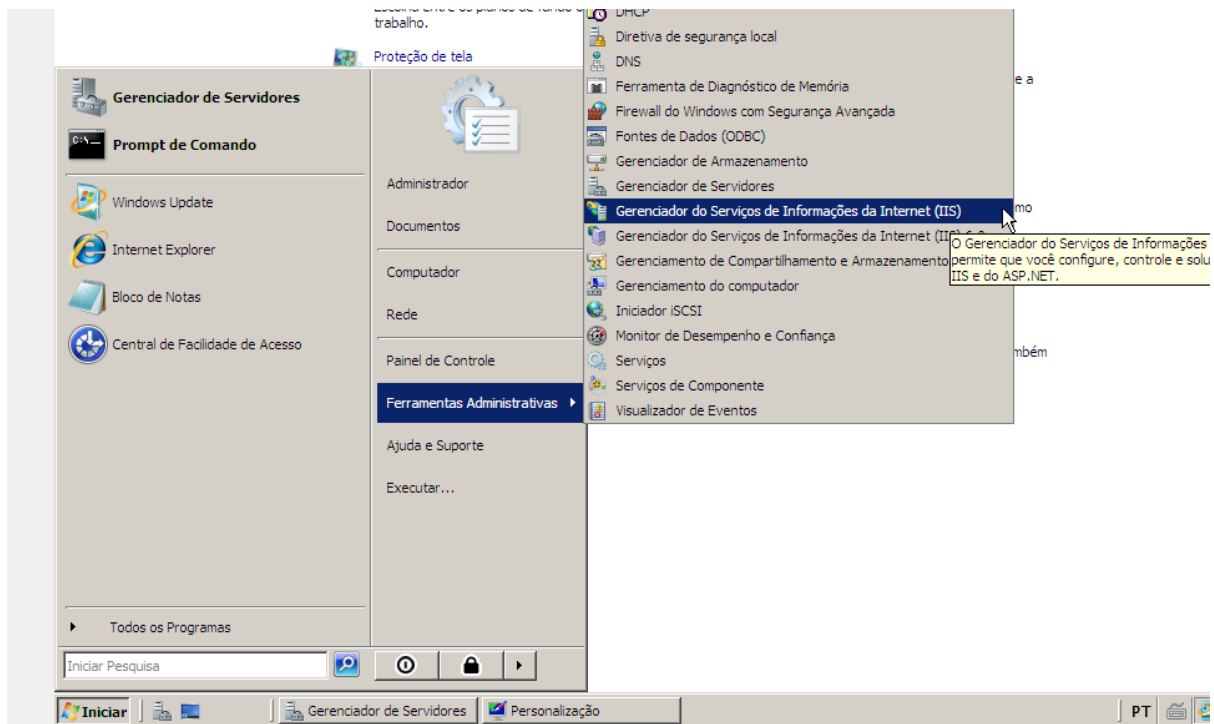 trabalho.
Proteção de tela
Gerenciador de Servidores
Prompt de Comando
Windows Update
Internet Explorer
Bloco de Notas
Central de Facilidade de Acesso
Todos os Programas
Iniciar Pesquisa
Administrador
Documentos
Computador
Rede
Painel de Controle
Ferramentas Administrativas
Ajuda e Suporte
Executar...
DHCP
Diretiva de segurança local
DNS
Ferramenta de Diagnóstico de Memória
Firewall do Windows com Segurança Avançada
Fontes de Dados (ODBC)
Gerenciador de Armazenamento
Gerenciador de Servidores
Gerenciador do Serviços de Informações da Internet (IIS)
Gerenciador do Serviços de Informações da Internet
Gerenciamento de Compartilhamento e Armazenamento
Gerenciamento do computador
Iniciador iSCSI
Monitor de Desempenho e Confiança
Serviços
Serviços de Componente
Visualizador de Eventos
e a
mo
O Gerenciador do Serviços de Informações
permite que você configure, controle e solu
IIS e do ASP.NET.
mbém
Iniciar
Gerenciador de Servidores
Personalização
PT